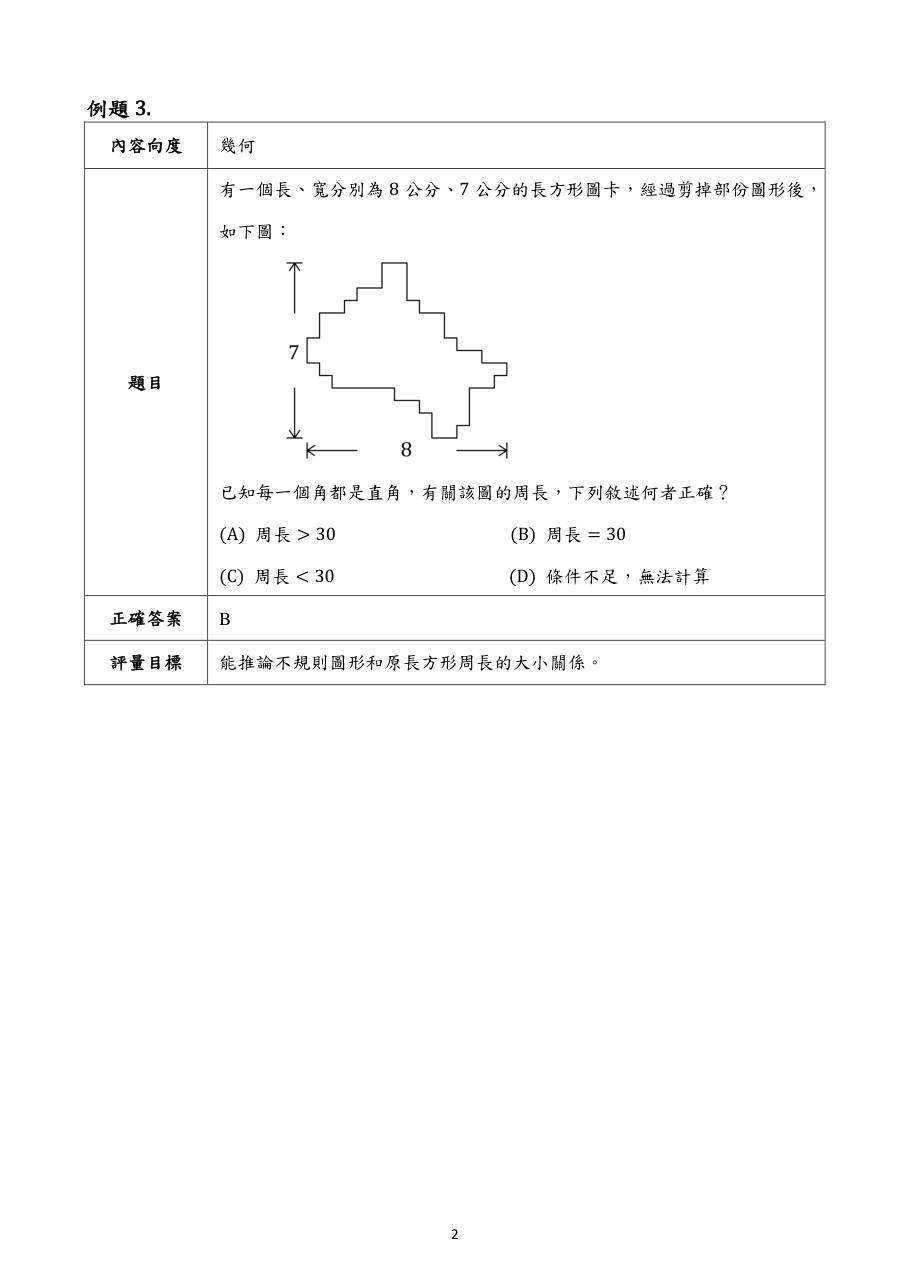 例題 3.
內容向度 幾何
題目
有一個長、寬分別為 8 公分、7 公分的長方形圖卡，經過剪掉部份圖形後，
如下圖：
7
8
已知每一個角都是直角，有關該圖的周長，下列敘述何者正確？
(A) 周長 > 30 (B) 周長 = 30
(C) 周長 < 30 (D) 條件不足，無法計算
正確答案 B
評量目標 能推論不規則圖形和原長方形周長的大小關係。
2